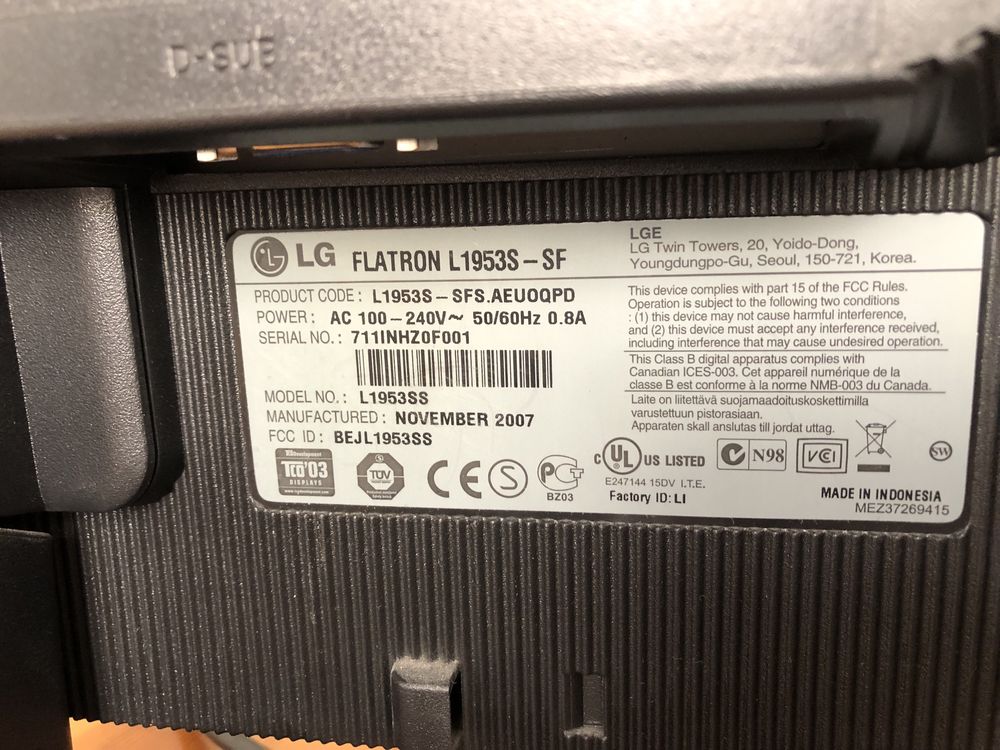 D-SUB
LG FLATRON L1953S-SF
LGE
LG Twin Towers, 20, Yoido-Dong,
Youngdungpo-Gu, Seoul, 150-721, Korea.
PRODUCT CODE : L1953S-SFS.AEUOQPD
POWER : AC 100-240V~ 50/60Hz 0.8A
SERIAL NO. : 711INHZ0F001
MODEL NO. : L1953SS
MANUFACTURED : NOVEMBER 2007
FCC ID : BEJL1953SS
This device complies with part 15 of the FCC Rules.
Operation is subject to the following two conditions
: (1) this device may not cause harmful interference,
and (2) this device must accept any interference received,
including interference that may cause undesired operation.
This Class B digital apparatus complies with
Canadian ICES-003. Cet appareil numérique de la
classe B est conforme à la norme NMB-003 du Canada.
Laite on liitettävä suojamaadoituskoskettimilla
varustettuun pistorasiaan.
Apparaten skall anslutas till jordat uttag.
TCO'03
DISPLAYS
TÜV
CE
S
PCT
BZ03
c UL US LISTED
E247144 15DV I.T.E.
Factory ID: LI
N98
VCI
SW
MADE IN INDONESIA
MEZ37269415